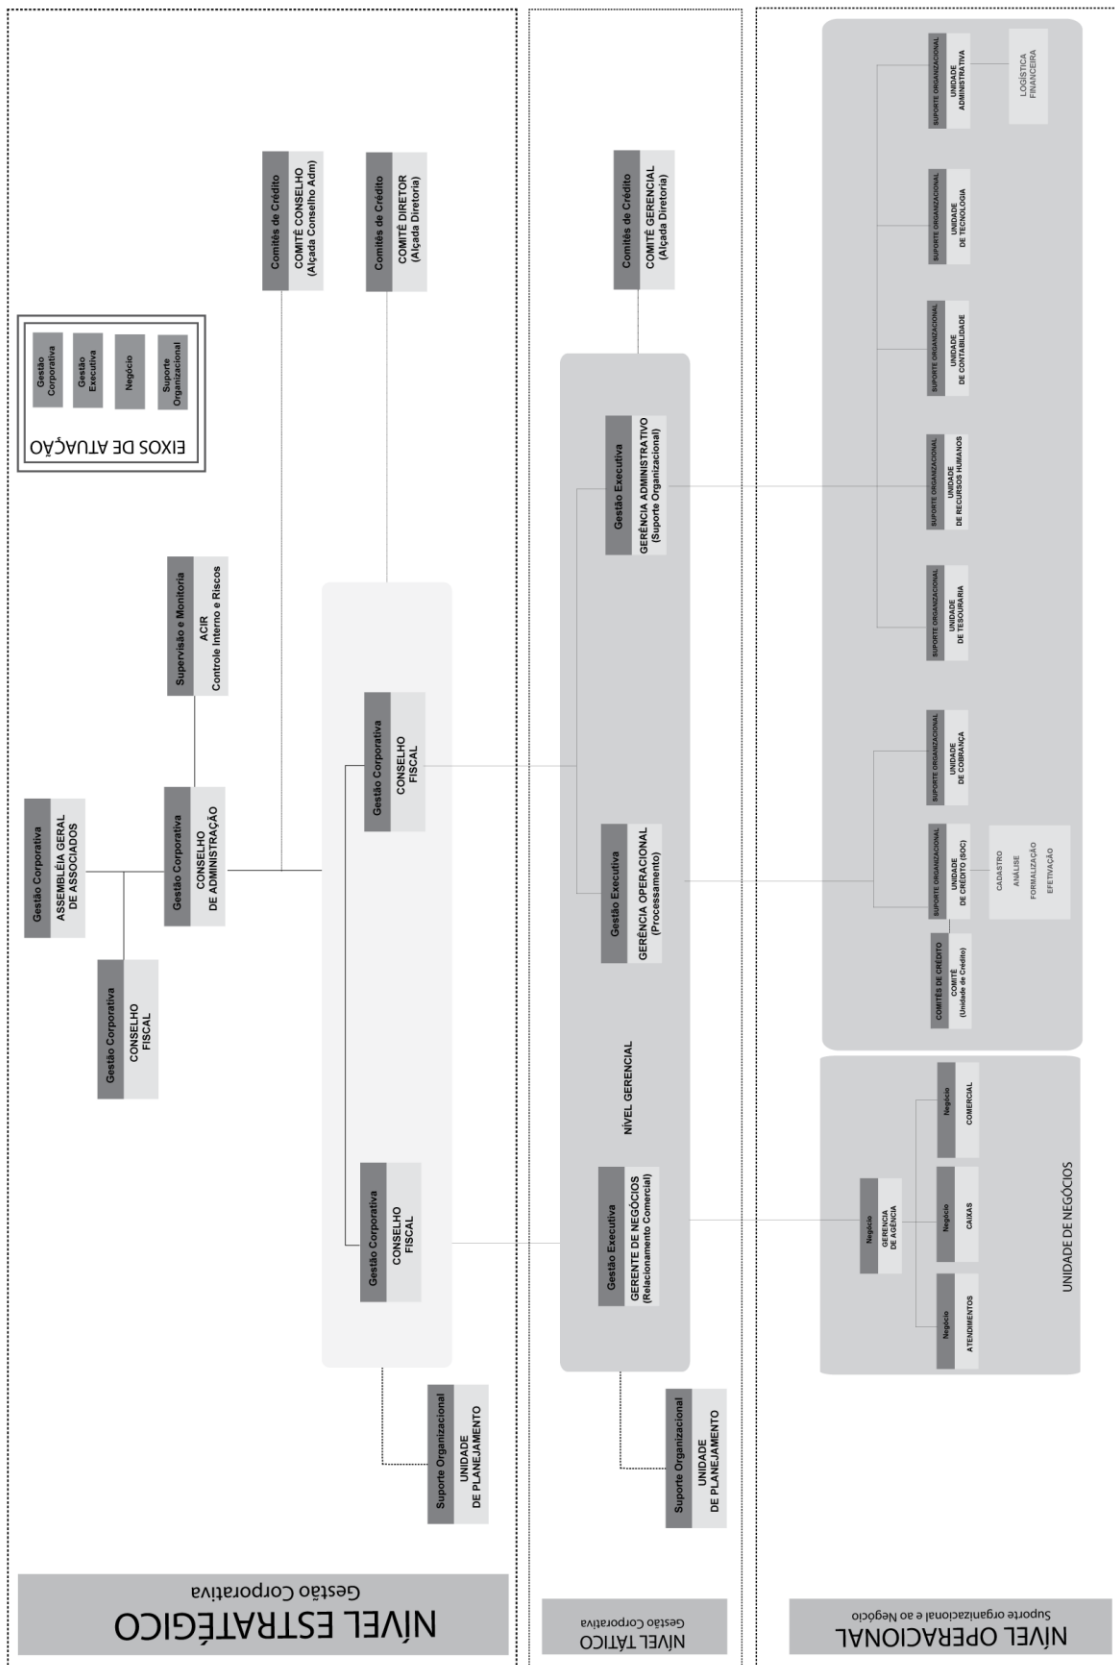 NÍVEL ESTRATÉGICO
Gestão Corporativa
Gestão Corporativa
ASSEMBLÉIA GERAL
DE ASSOCIADOS
Gestão Corporativa
CONSELHO
FISCAL
Gestão Corporativa
CONSELHO
DE ADMINISTRAÇÃO
Supervisão e Monitoria
ACIR
Controle Interno e Riscos
EIXOS DE ATUAÇÃO
Gestão
Corporativa
Gestão
Executiva
Negócio
Suporte
Organizacional
Comitês de Crédito
COMITÊ CONSELHO
(Alçada Conselho Adm)
Gestão Corporativa
CONSELHO
FISCAL
Gestão Corporativa
CONSELHO
FISCAL
Comitês de Crédito
COMITÊ DIRETOR
(Alçada Diretoria)
Suporte Organizacional
UNIDADE
DE PLANEJAMENTO
NÍVEL TÁTICO
Gestão Corporativa
Gestão Executiva
GERENTE DE NEGÓCIOS
(Relacionamento Comercial)
NÍVEL GERENCIAL
Gestão Executiva
GERÊNCIA OPERACIONAL
(Processamento)
Gestão Executiva
GERÊNCIA ADMINISTRATIVO
(Suporte Organizacional)
Comitês de Crédito
COMITÊ GERENCIAL
(Alçada Diretoria)
Suporte Organizacional
UNIDADE
DE PLANEJAMENTO
NÍVEL OPERACIONAL
Suporte organizacional e ao Negócio
Negócio
GERENCIA
DE AGÊNCIA
Negócio
ATENDIMENTOS
Negócio
CAIXAS
Negócio
COMERCIAL
UNIDADE DE NEGÓCIOS
COMITÊS DE CRÉDITO
COMITÊ
(Unidade de Crédito)
SUPORTE ORGANIZACIONAL
UNIDADE
DE CRÉDITO (SOC)
CADASTRO
ANÁLISE
FORMALIZAÇÃO
EFETIVAÇÃO
SUPORTE ORGANIZACIONAL
UNIDADE
DE COBRANÇA
SUPORTE ORGANIZACIONAL
UNIDADE
DE TESOURARIA
SUPORTE ORGANIZACIONAL
UNIDADE
DE RECURSOS HUMANOS
SUPORTE ORGANIZACIONAL
UNIDADE
DE CONTABILIDADE
SUPORTE ORGANIZACIONAL
UNIDADE
DE TECNOLOGIA
SUPORTE ORGANIZACIONAL
UNIDADE
ADMINISTRATIVA
LOGÍSTICA
FINANCEIRA